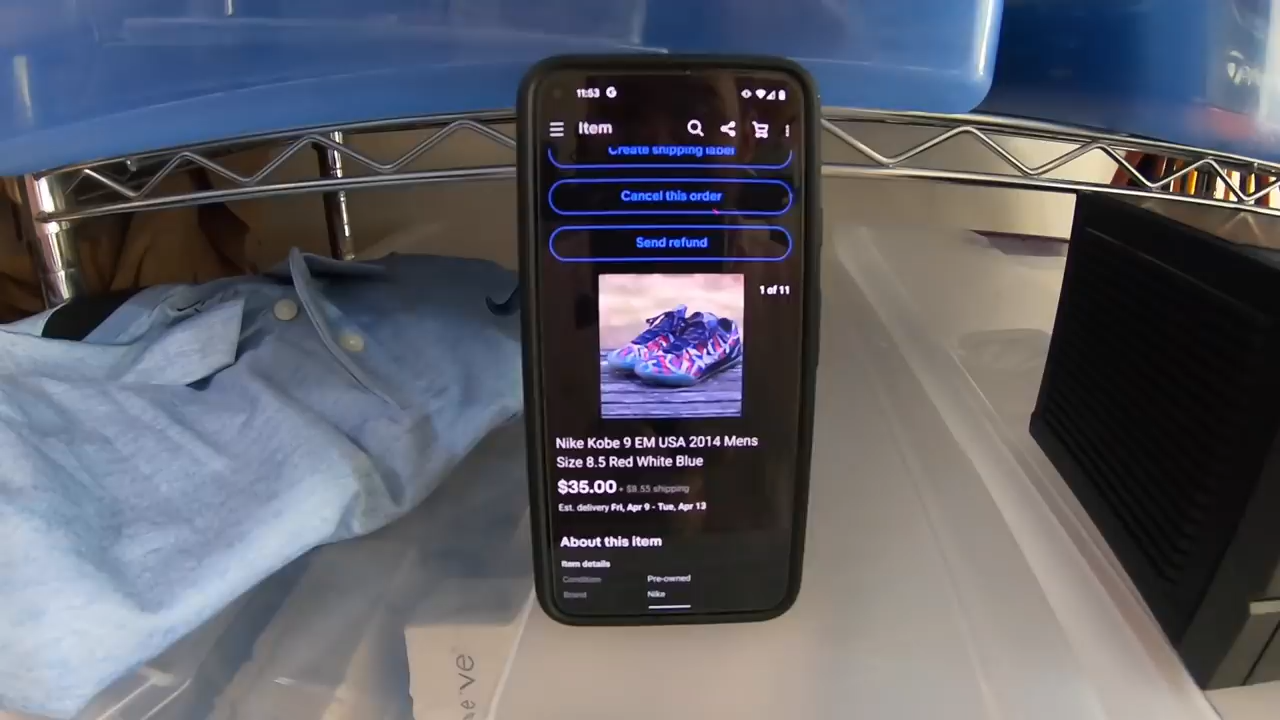 11:53 G
Item
Create shipping label
Cancel this order
Send refund
1 of 11
Nike Kobe 9 EM USA 2014 Mens
Size 8.5 Red White Blue
$35.00 + $8.55 shipping
Est. delivery Fri, Apr 9 - Tue, Apr 13
About this item
Item details
Condition Pre-owned
Brand Nike